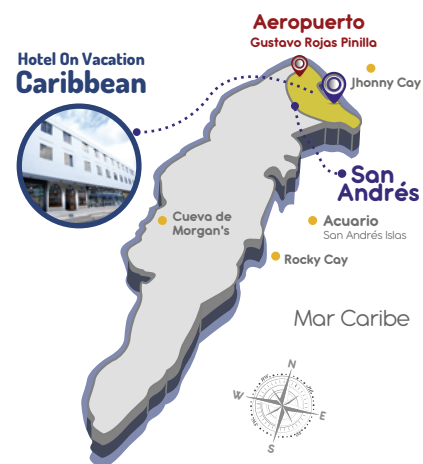 Aeropuerto
Gustavo Rojas Pinilla
Hotel On Vacation
Caribbean
Jhonny Cay
San
Andrés
Cueva de
Morgan's
Acuario
San Andrés Islas
Rocky Cay
Mar Caribe
N
W
E
S